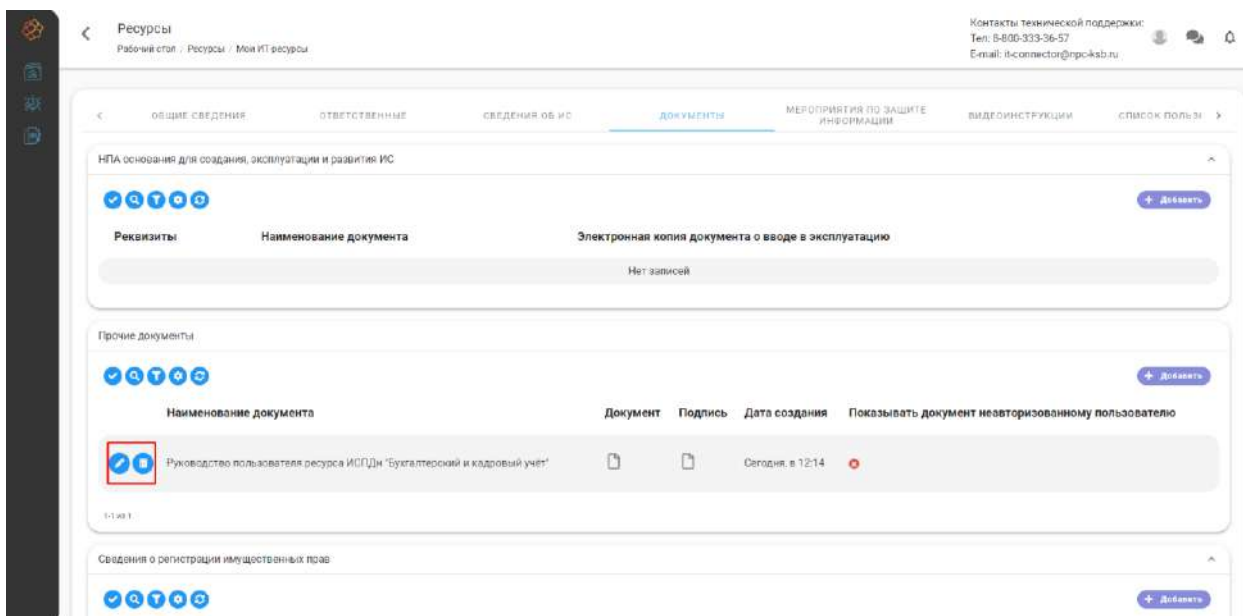 Ресурсы
Рабочий стол / Ресурсы / Мои ИТ-ресурсы
Контакты технической поддержки:
Тел: 8-800-333-36-57
E-mail: it-connector@npc-ksb.ru
ОБЩИЕ СВЕДЕНИЯ
ОТВЕТСТВЕННЫЕ
СВЕДЕНИЯ ОБ ИС
ДОКУМЕНТЫ
МЕРОПРИЯТИЯ ПО ЗАЩИТЕ
ИНФОРМАЦИИ
ВИДЕОИНСТРУКЦИИ
СПИСОК ПОЛЬЗ
НПА основания для создания, эксплуатации и развития ИС
+ Добавить
Реквизиты
Наименование документа
Электронная копия документа о вводе в эксплуатацию
Нет записей
Прочие документы
+ Добавить
Наименование документа
Документ
Подпись
Дата создания
Показывать документ неавторизованному пользователю
Руководство пользователя ресурса ИСПДн "Бухгалтерский и кадровый учёт"
Сегодня, в 12:14
1-1 из 1
Сведения о регистрации имущественных прав
+ Добавить